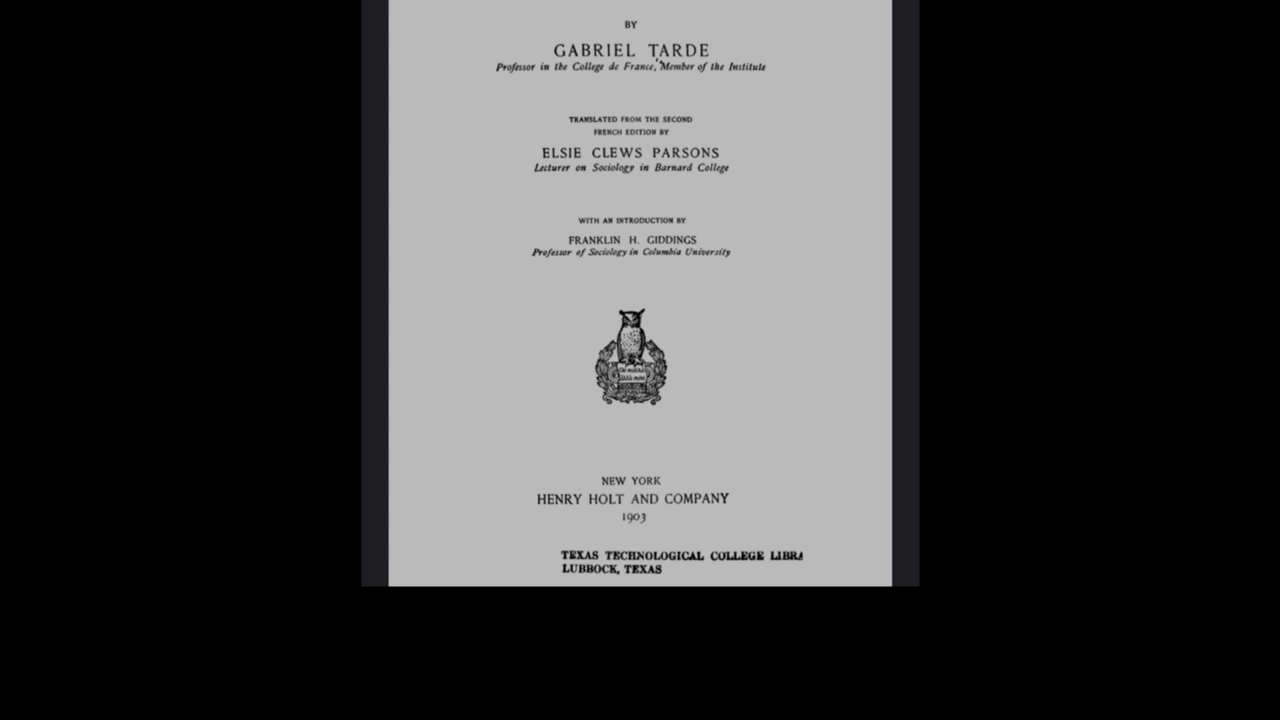 BY
GABRIEL TARDE
Professor in the College de France, Member of the Institute
TRANSLATED FROM THE SECOND
FRENCH EDITION BY
ELSIE CLEWS PARSONS
Lecturer on Sociology in Barnard College
WITH AN INTRODUCTION BY
FRANKLIN H. GIDDINGS
Professor of Sociology in Columbia University
NEW YORK
HENRY HOLT AND COMPANY
1903
TEXAS TECHNOLOGICAL COLLEGE LIBRA
LUBBOCK, TEXAS